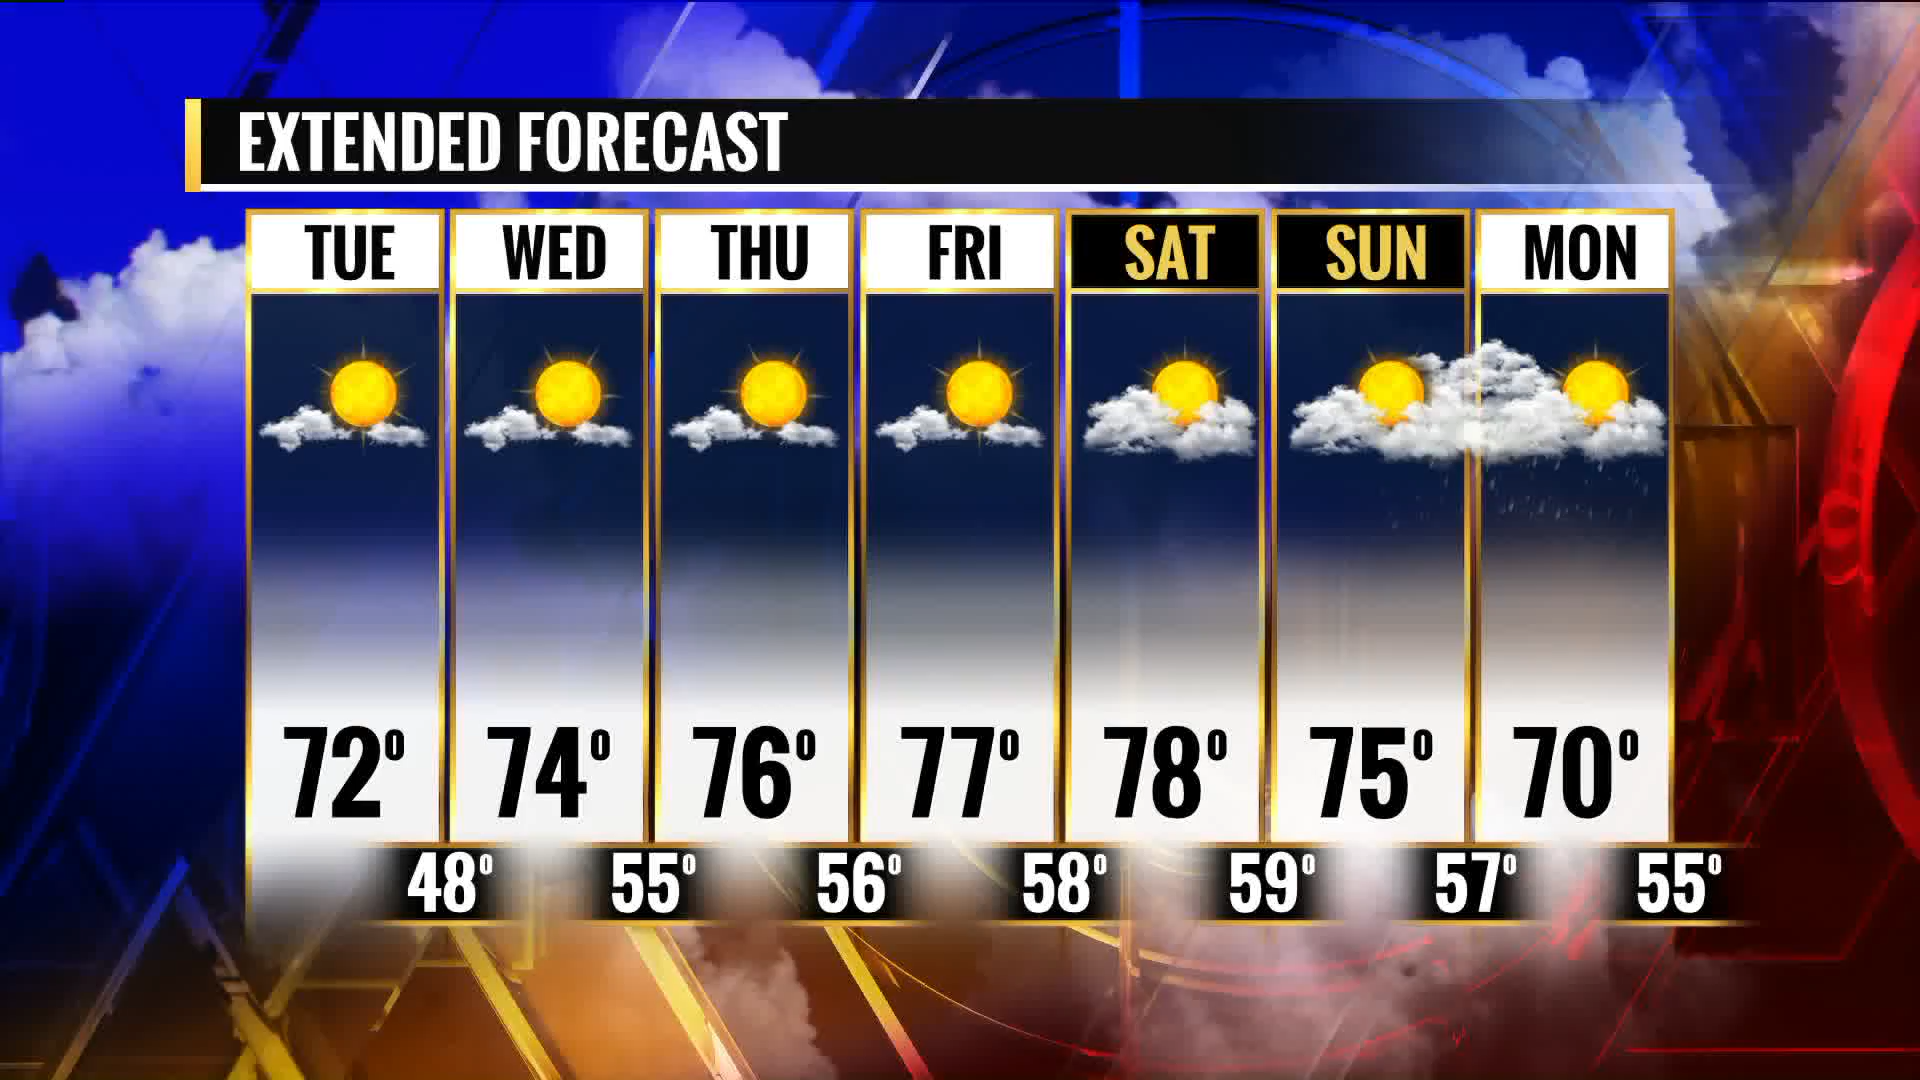 EXTENDED FORECAST
TUE WED THU FRI SAT SUN MON
72° 74° 76° 77° 78° 75° 70°
48° 55° 56° 58° 59° 57° 55°